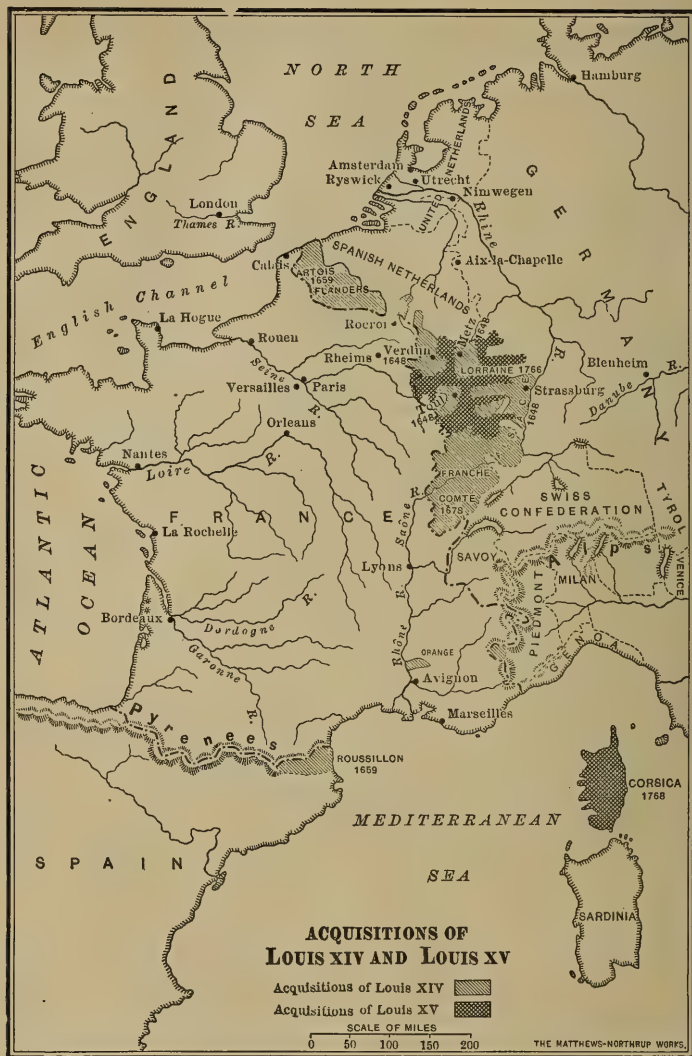 NORTH
SEA
Hamburg
ENGLAND
UNITED NETHERLANDS
Amsterdam
Utrecht
Ryswick
Nimwegen
Rhine
GERMANY
London
Thames R.
Calais
ARTOIS
1659
FLANDERS
SPANISH NETHERLANDS
Aix-la-Chapelle
English Channel
La Hogue
Rocroi
Metz
1648
Rouen
Rheims
Verdun
1648
LORRAINE 1766
R.
Blenheim
R.
Seine
Versailles
Paris
R.
Toul
1648
1648
Strassburg
Danube
Orleans
R.
Nantes
Loire
FRANCHE
COMTE
1678
SWISS
CONFEDERATION
TYROL
ATLANTIC
OCEAN
FRANCE
Saône
R.
La Rochelle
Lyons
SAVOY
Alps
PIEDMONT
MILAN
VENICE
Bordeaux
Dordogne
R.
Rhône
R.
ORANGE
GENOA
Garonne
R.
Avignon
Marseilles
Pyrenees
ROUSSILLON
1659
CORSICA
1768
MEDITERRANEAN
SEA
SPAIN
SARDINIA
ACQUISITIONS OF
LOUIS XIV AND LOUIS XV
Acquisitions of Louis XIV
Acquisitions of Louis XV
SCALE OF MILES
0 50 100 150 200
THE MATTHEWS-NORTHRUP WORKS.